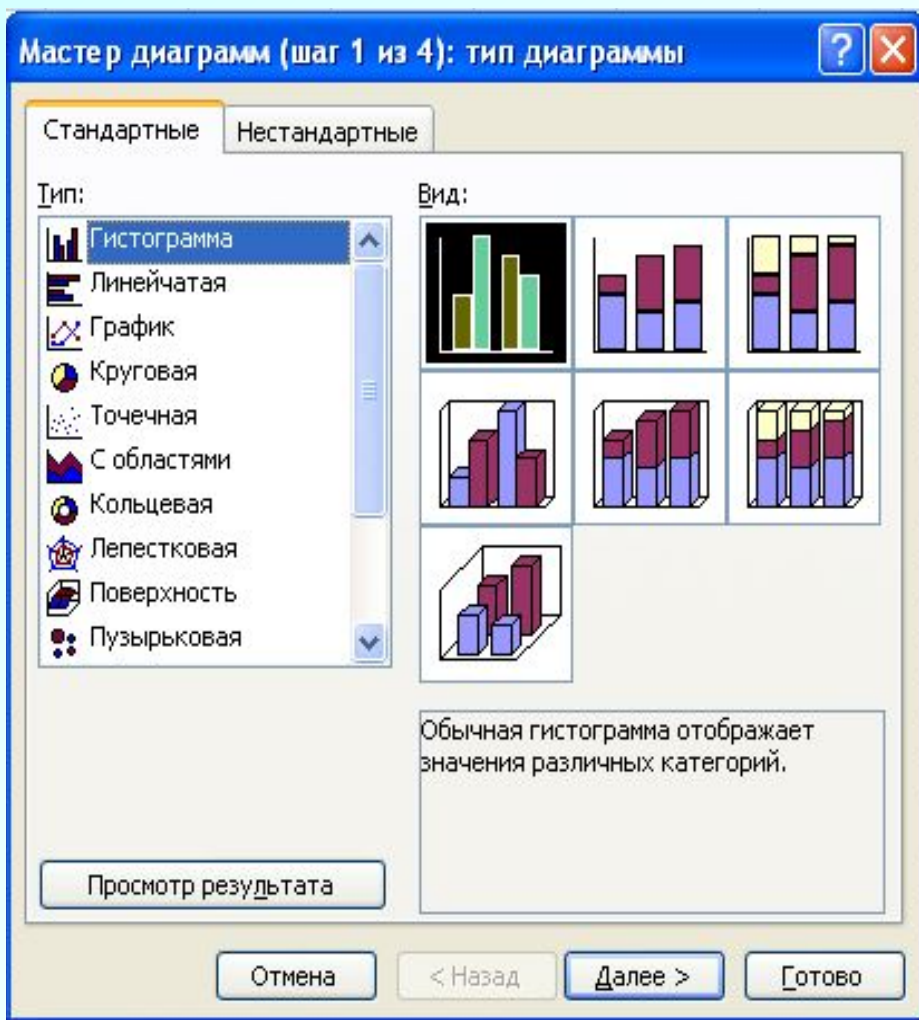 Мастер диаграмм (шаг 1 из 4): тип диаграммы
Стандартные
Нестандартные
Тип:
Гистограмма
Линейчатая
График
Круговая
Точечная
С областями
Кольцевая
Лепестковая
Поверхность
Пузырьковая
Вид:
Обычная гистограмма отображает
значения различных категорий.
Просмотр результата
Отмена
< Назад
Далее >
Готово